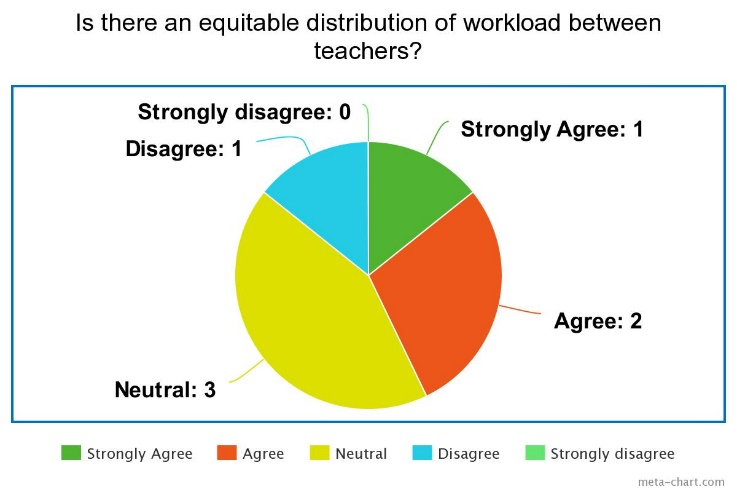 Is there an equitable distribution of workload between
teachers?
Strongly disagree: 0
Strongly Agree: 1
Disagree: 1
Agree: 2
Neutral: 3
Strongly Agree
Agree
Neutral
Disagree
Strongly disagree
meta-chart.com